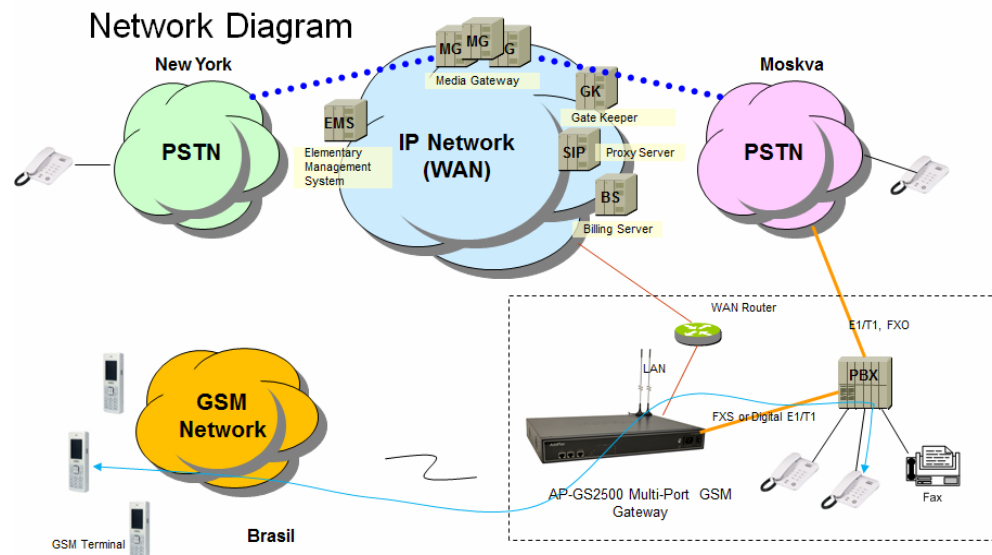 Network Diagram
New York
MG
MG
G
Media Gateway
Moskva
GK
Gate Keeper
EMS
Elementary
Management
System
IP Network
(WAN)
SIP
Proxy Server
BS
Billing Server
PSTN
PSTN
WAN Router
E1/T1, FXO
LAN
PBX
FXS or Digital E1/T1
GSM
Network
AP-GS2500 Multi-Port GSM
Gateway
Fax
GSM Terminal
Brasil